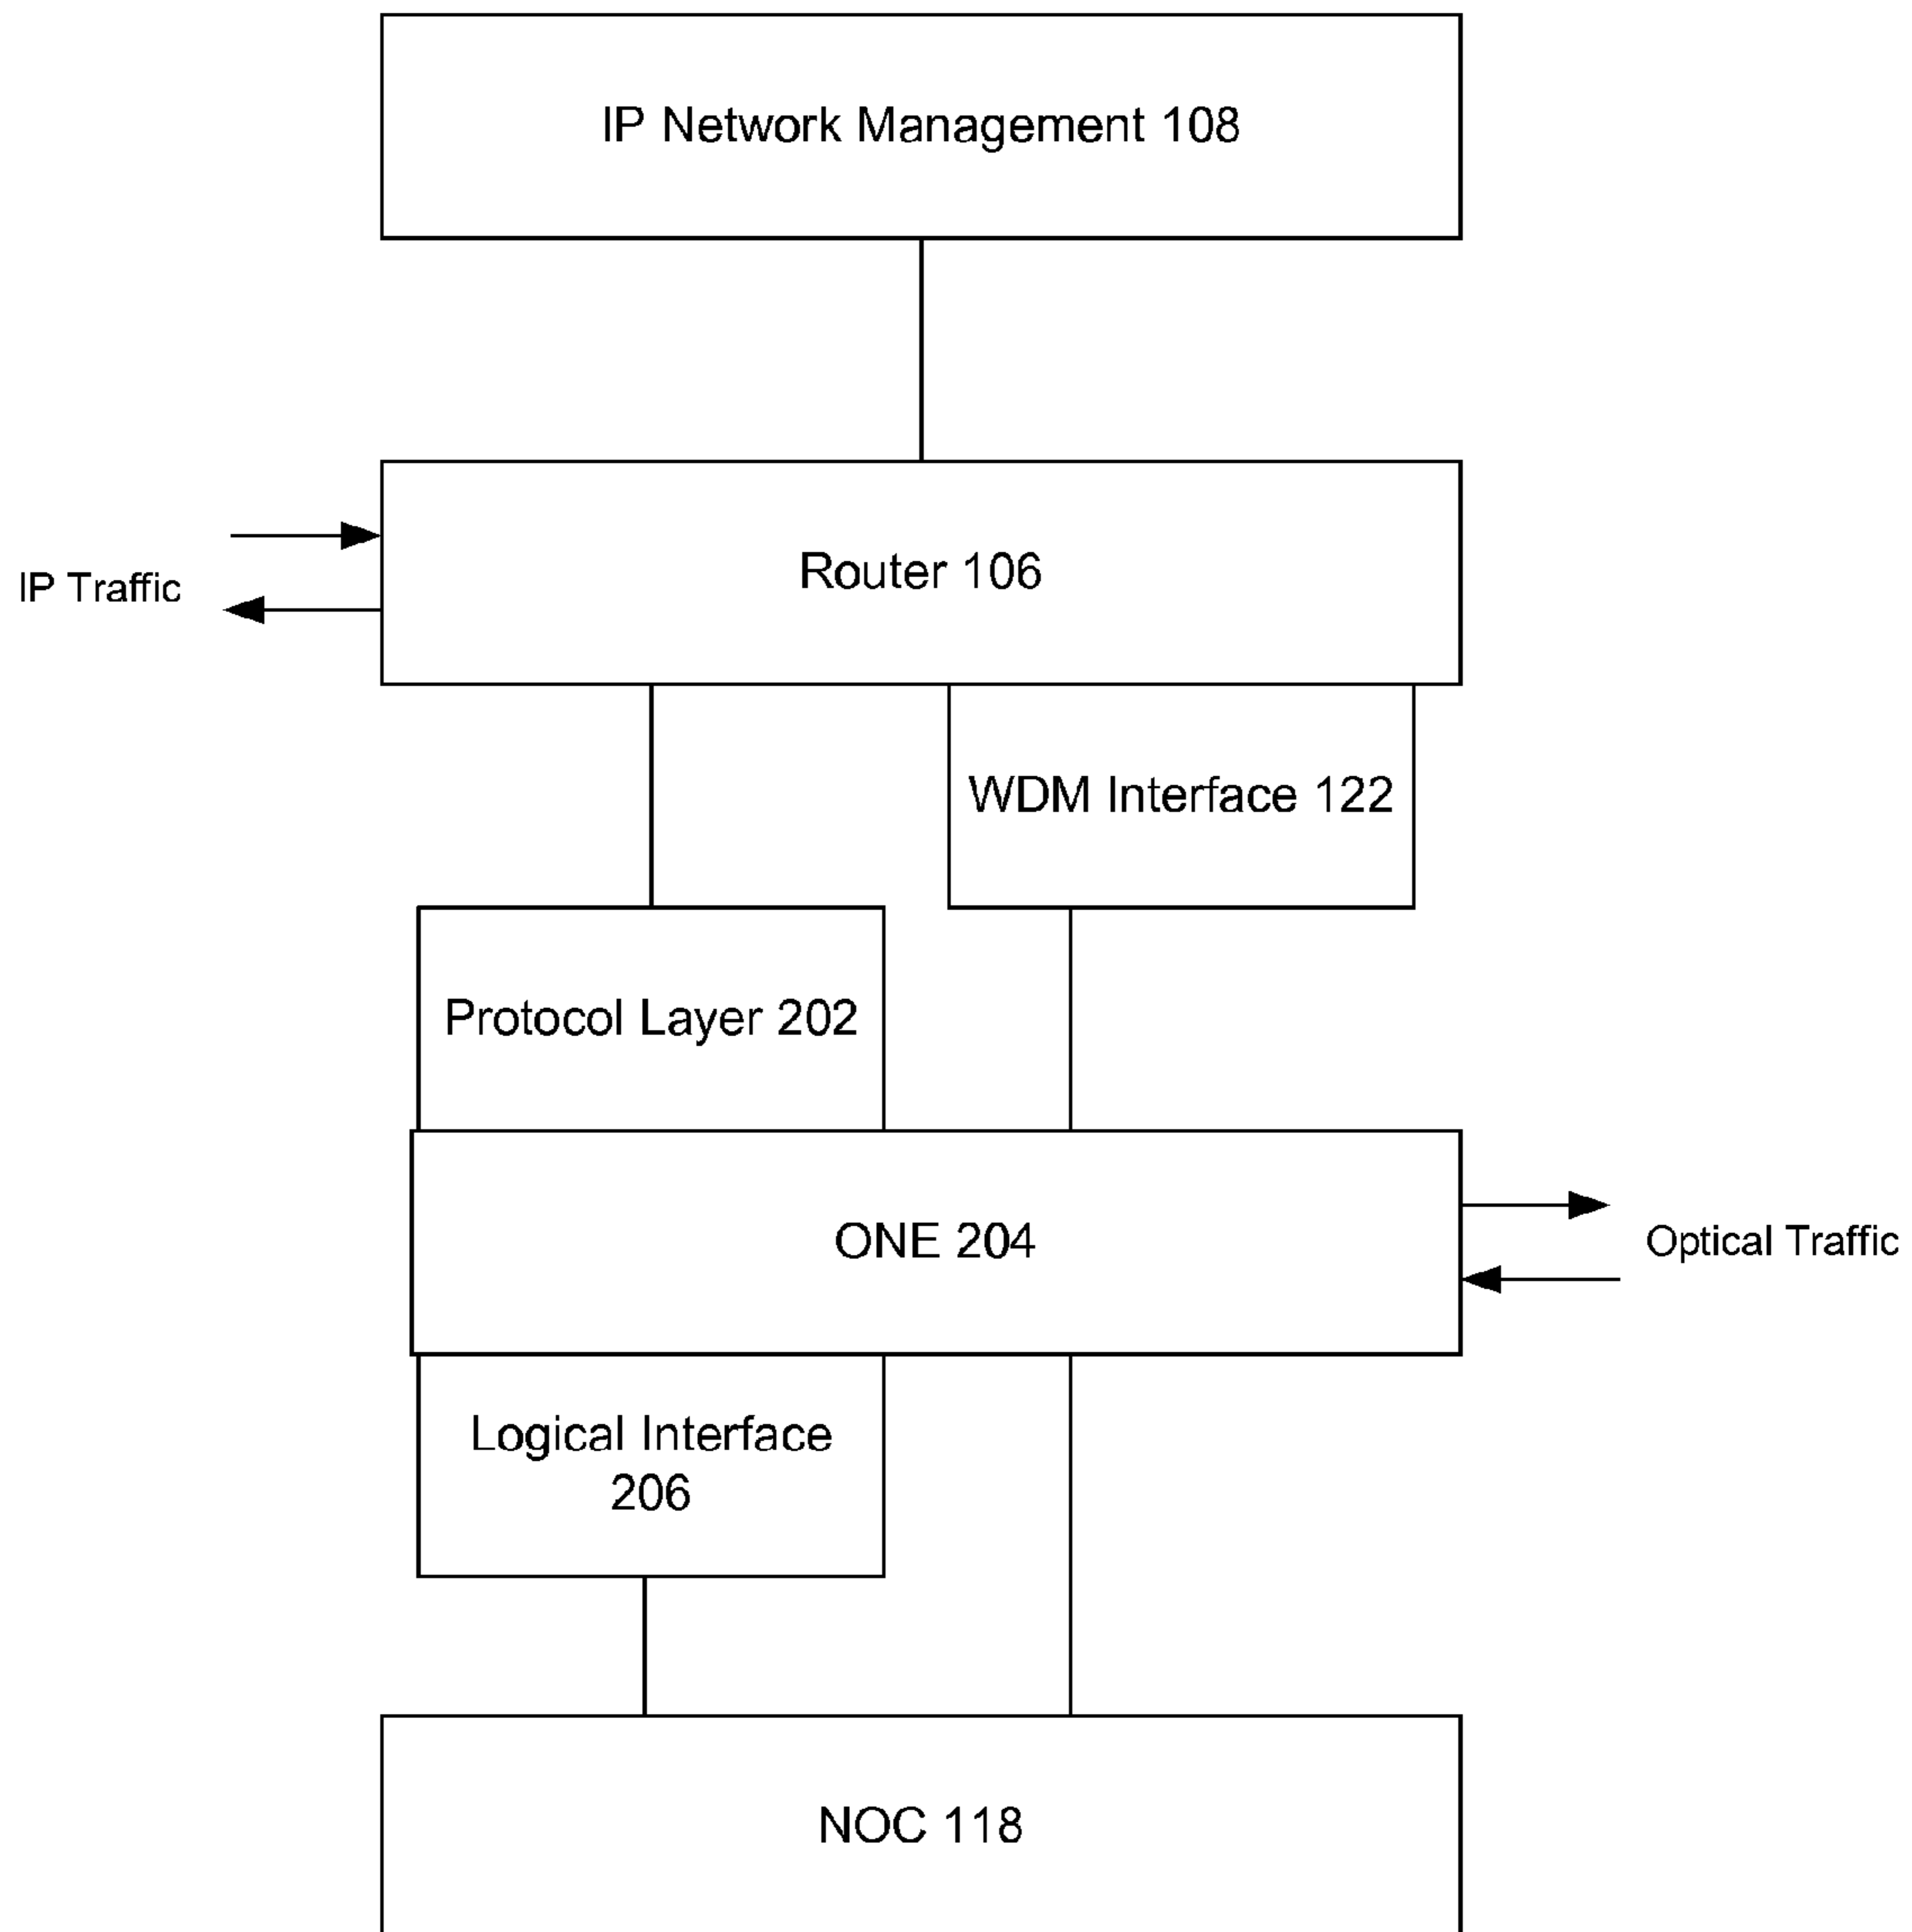 IP Network Management 108
Router 106
IP Traffic
WDM Interface 122
Protocol Layer 202
ONE 204
Optical Traffic
Logical Interface
206
NOC 118